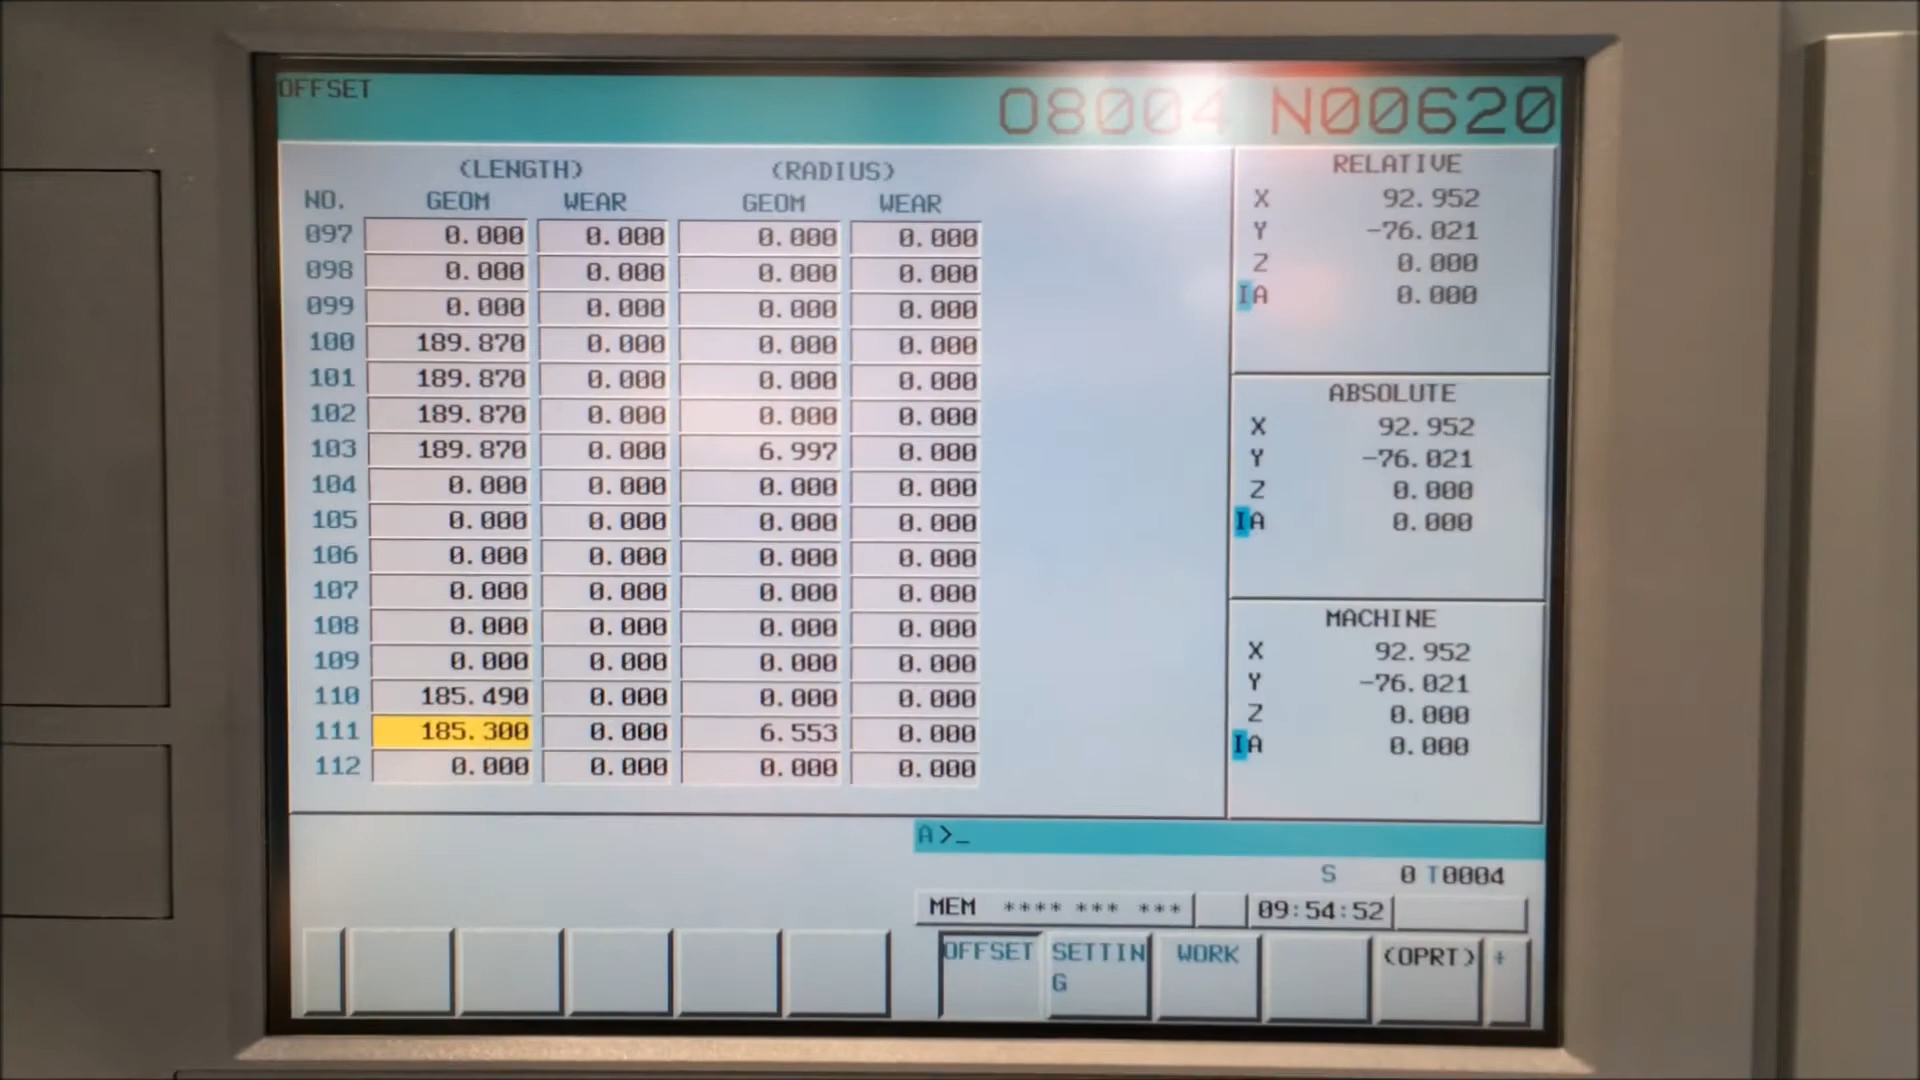 OFFSET O8004 N00620
(LENGTH) (RADIUS)
NO. GEOM WEAR GEOM WEAR
097 0.000 0.000 0.000 0.000
098 0.000 0.000 0.000 0.000
099 0.000 0.000 0.000 0.000
100 189.870 0.000 0.000 0.000
101 189.870 0.000 0.000 0.000
102 189.870 0.000 0.000 0.000
103 189.870 0.000 6.997 0.000
104 0.000 0.000 0.000 0.000
105 0.000 0.000 0.000 0.000
106 0.000 0.000 0.000 0.000
107 0.000 0.000 0.000 0.000
108 0.000 0.000 0.000 0.000
109 0.000 0.000 0.000 0.000
110 185.490 0.000 0.000 0.000
111 185.300 0.000 6.553 0.000
112 0.000 0.000 0.000 0.000
RELATIVE
X 92.952
Y -76.021
Z 0.000
IA 0.000
ABSOLUTE
X 92.952
Y -76.021
Z 0.000
IA 0.000
MACHINE
X 92.952
Y -76.021
Z 0.000
IA 0.000
A>_
S 0 T0004
MEM **** *** *** 09:54:52
OFFSET SETTIN WORK (OPRT) +
G